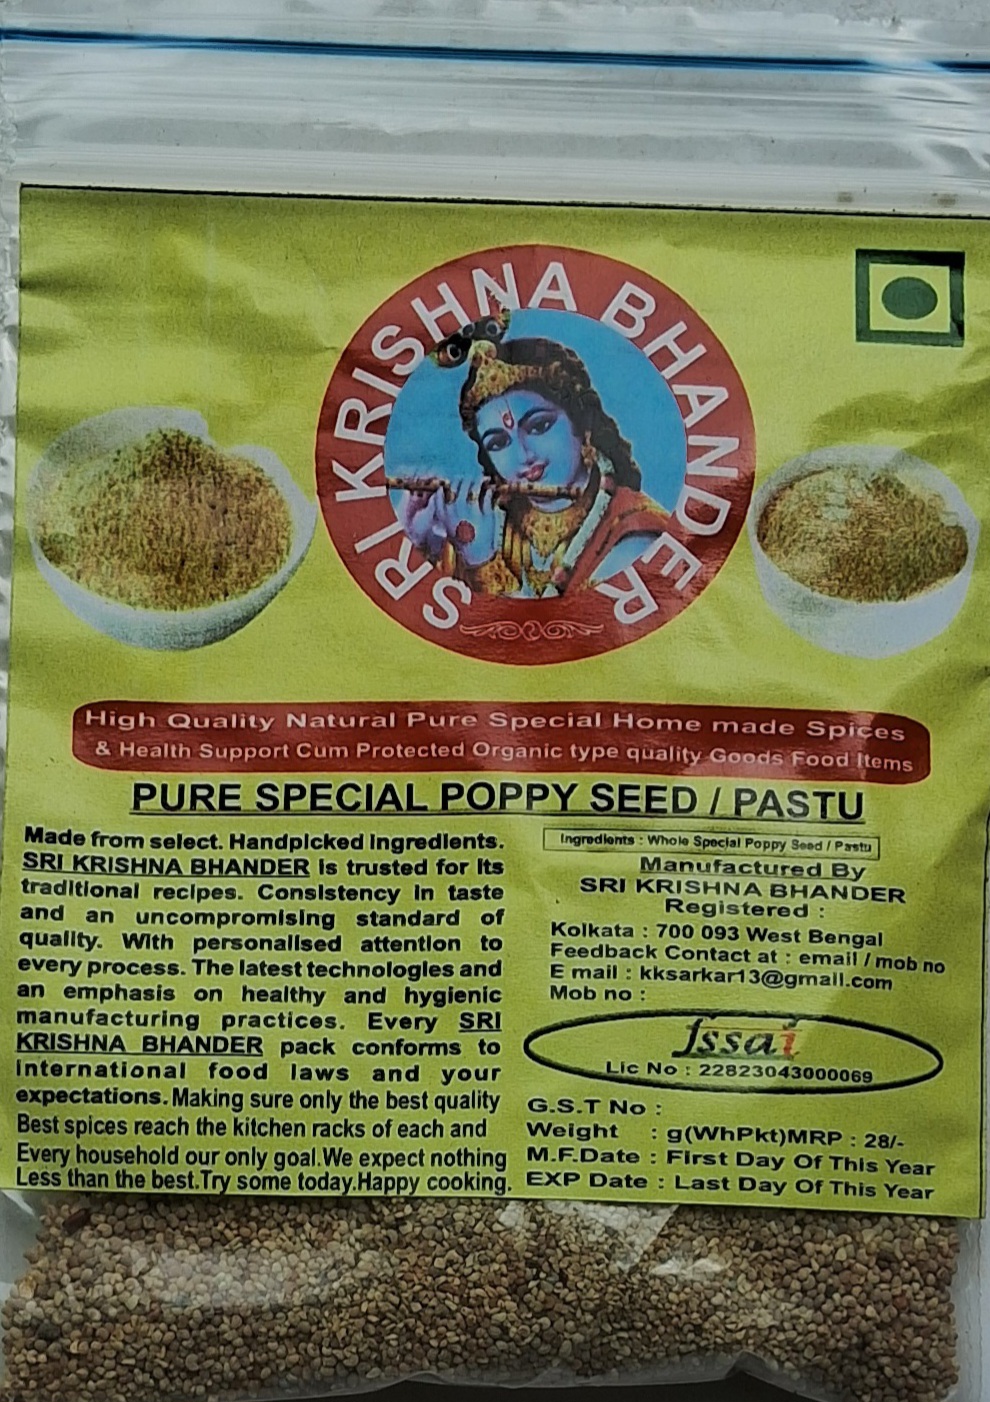 SRI KRISHNA BHANDER
High Quality Natural Pure Special Home made Spices
& Health Support Cum Protected Organic type quality Goods Food Items
PURE SPECIAL POPPY SEED / PASTU
Made from select. Handpicked ingredients.
SRI KRISHNA BHANDER is trusted for its
traditional recipes. Consistency in taste
and an uncompromising standard of
quality. With personalised attention to
every process. The latest technologies and
an emphasis on healthy and hygienic
manufacturing practices. Every SRI
KRISHNA BHANDER pack conforms to
International food laws and your
expectations. Making sure only the best quality
Best spices reach the kitchen racks of each and
Every household our only goal.We expect nothing
Less than the best.Try some today.Happy cooking.
Ingredients : Whole Special Poppy Seed / Pastu
Manufactured By
SRI KRISHNA BHANDER
Registered :
Kolkata : 700 093 West Bengal
Feedback Contact at : email / mob no
E mail : kksarkar13@gmail.com
Mob no :
fssai
Lic No : 22823043000069
G.S.T No :
Weight : g(WhPkt)MRP : 28/-
M.F.Date : First Day Of This Year
EXP Date : Last Day Of This Year